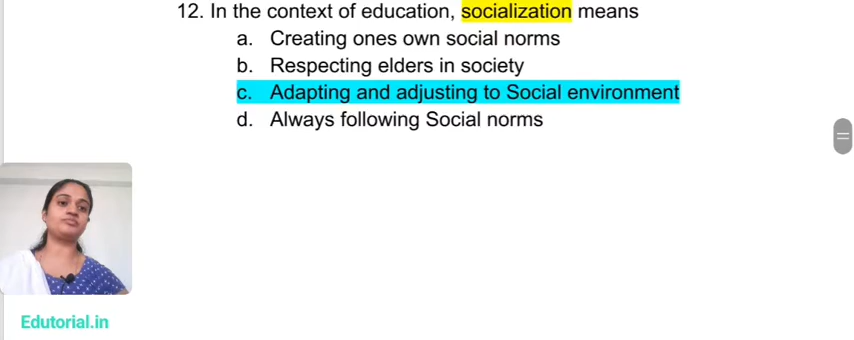 12. In the context of education, socialization means
a. Creating ones own social norms
b. Respecting elders in society
c. Adapting and adjusting to Social environment
d. Always following Social norms
Edutorial.in